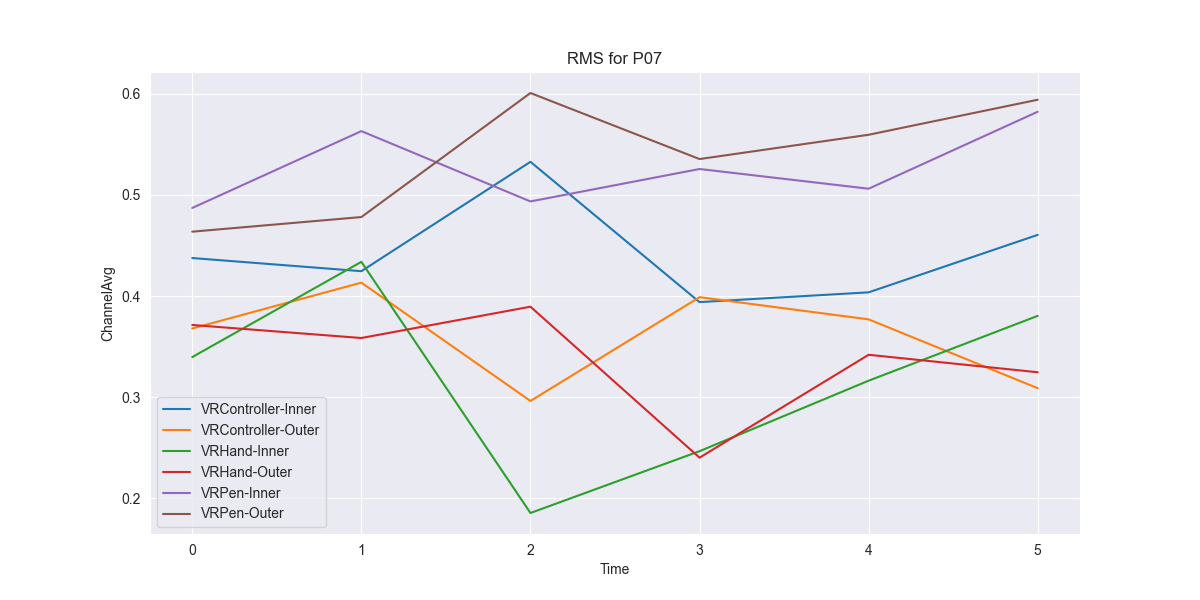 RMS for P07
ChannelAvg
0.6
0.5
0.4
0.3
0.2
VRController-Inner
VRController-Outer
VRHand-Inner
VRHand-Outer
VRPen-Inner
VRPen-Outer
0 1 2 3 4 5
Time